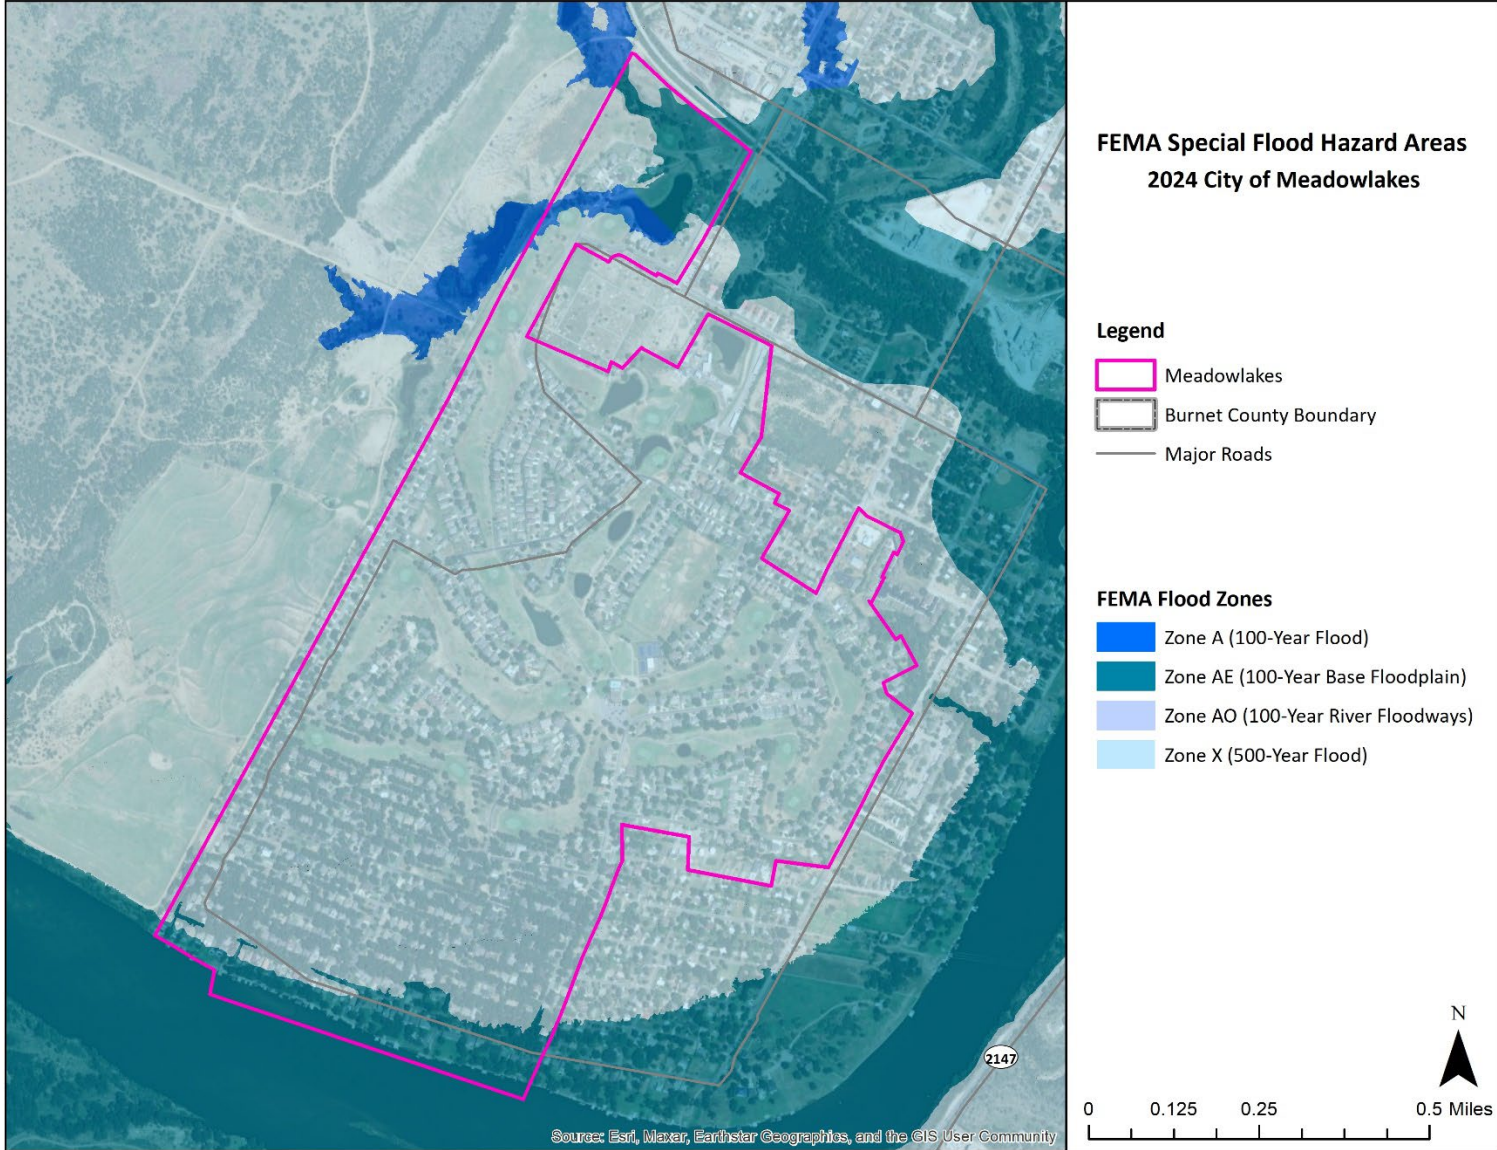 FEMA Special Flood Hazard Areas
2024 City of Meadowlakes
Legend
Meadowlakes
Burnet County Boundary
Major Roads
FEMA Flood Zones
Zone A (100-Year Flood)
Zone AE (100-Year Base Floodplain)
Zone AO (100-Year River Floodways)
Zone X (500-Year Flood)
N
2147
0 0.125 0.25 0.5 Miles
Source: Esri, Maxar, Earthstar Geographics, and the GIS User Community